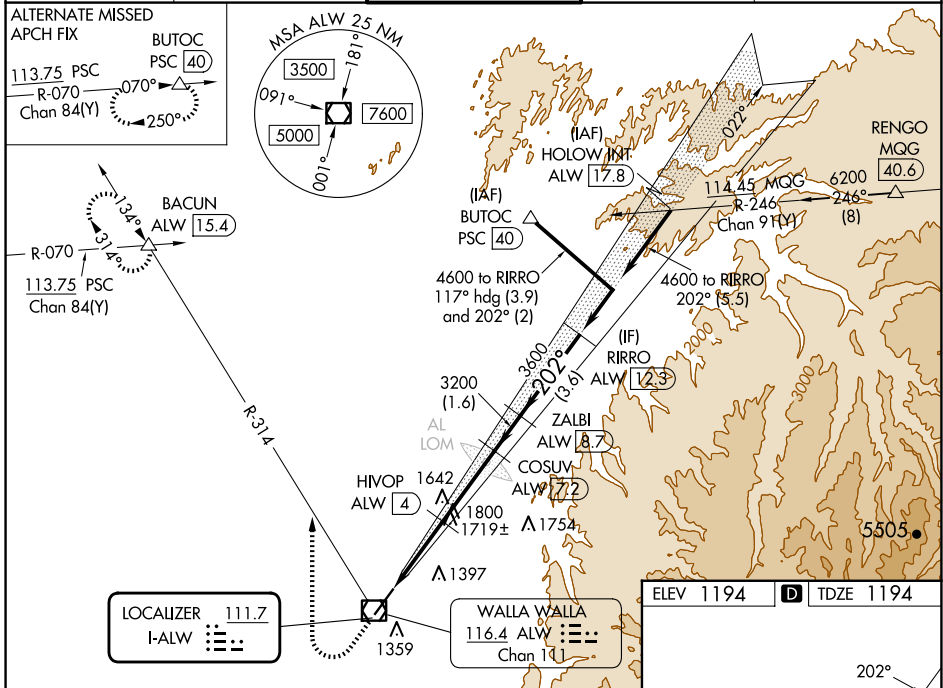 ALTERNATE MISSED
APCH FIX
BUTOC
PSC 40
113.75 PSC
R-070
Chan 84(Y)
070°
250°
MSA ALW 25 NM
3500
181°
091°
7600
5000
001°
(IAF)
HOLOW INT
ALW 17.8
022°
RENGO
MQG
40.6
114.45 MQG
R-246
Chan 91(Y)
6200
246°
(8)
(IAF)
BUTOC
PSC 40
134°
314°
BACUN
ALW 15.4
R-070
113.75 PSC
Chan 84(Y)
4600 to RIRRO
117° hdg (3.9)
and 202° (2)
4600 to RIRRO
202° (5.5)
2000
3000
(IF)
RIRRO
ALW 12.3
3600
202°
(3.6)
3200
(1.6)
R-314
AL
LOM
ZALBI
ALW 8.7
COSUV
ALW 7.2
HIVOP
ALW 4
1642
1800
1719±
1754
5505
1397
LOCALIZER 111.7
I-ALW
WALLA WALLA
116.4 ALW
Chan 111
1359
ELEV 1194
D
TDZE 1194
202°